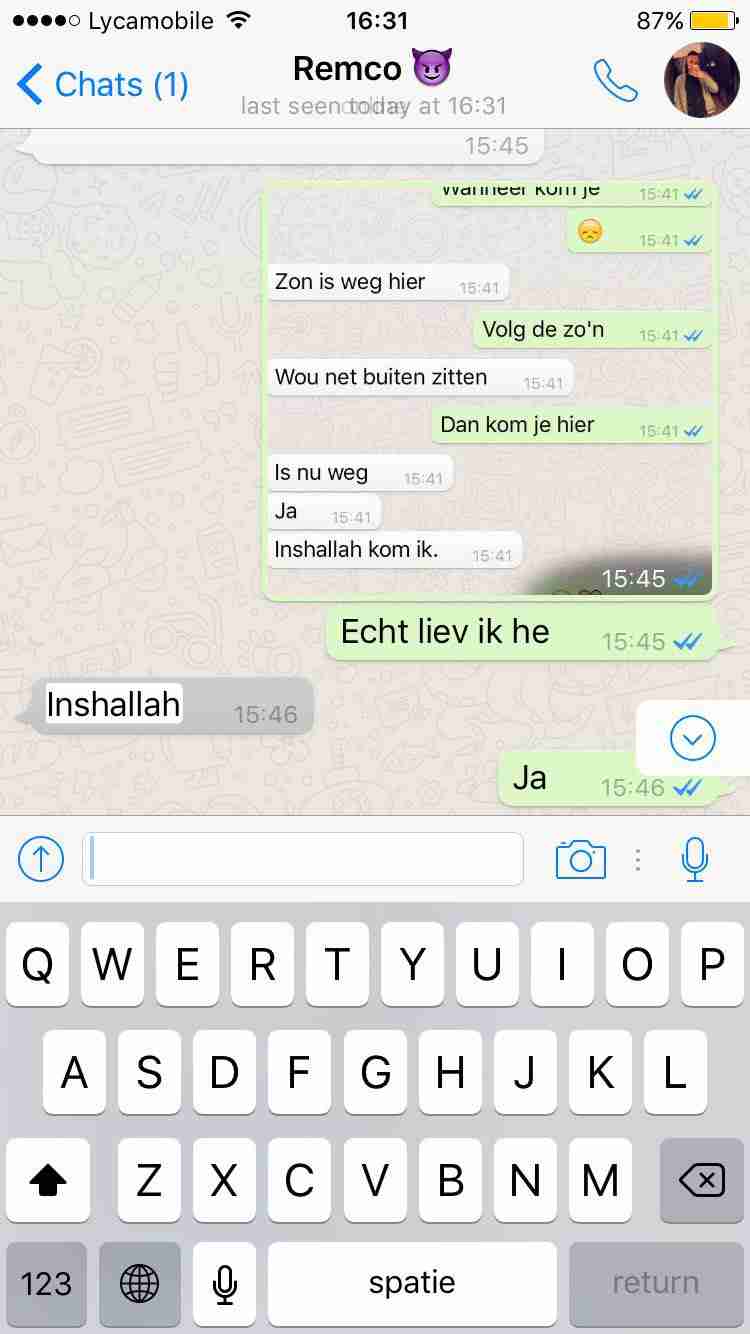 Lycamobile 16:31 87%
Chats (1) Remco 😈
last seen today at 16:31
15:45
Wanneer kom je 15:41
😞 15:41
Zon is weg hier 15:41
Volg de zo'n 15:41
Wou net buiten zitten 15:41
Dan kom je hier 15:41
Is nu weg 15:41
Ja 15:41
Inshallah kom ik. 15:41
15:45
Echt liev ik he 15:45
Inshallah 15:46
Ja 15:46
Q W E R T Y U I O P
A S D F G H J K L
Z X C V B N M
123 spatie return